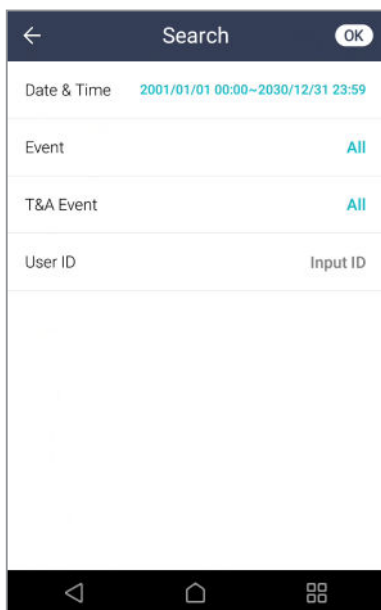 Search OK
Date & Time 2001/01/01 00:00~2030/12/31 23:59
Event All
T&A Event All
User ID Input ID